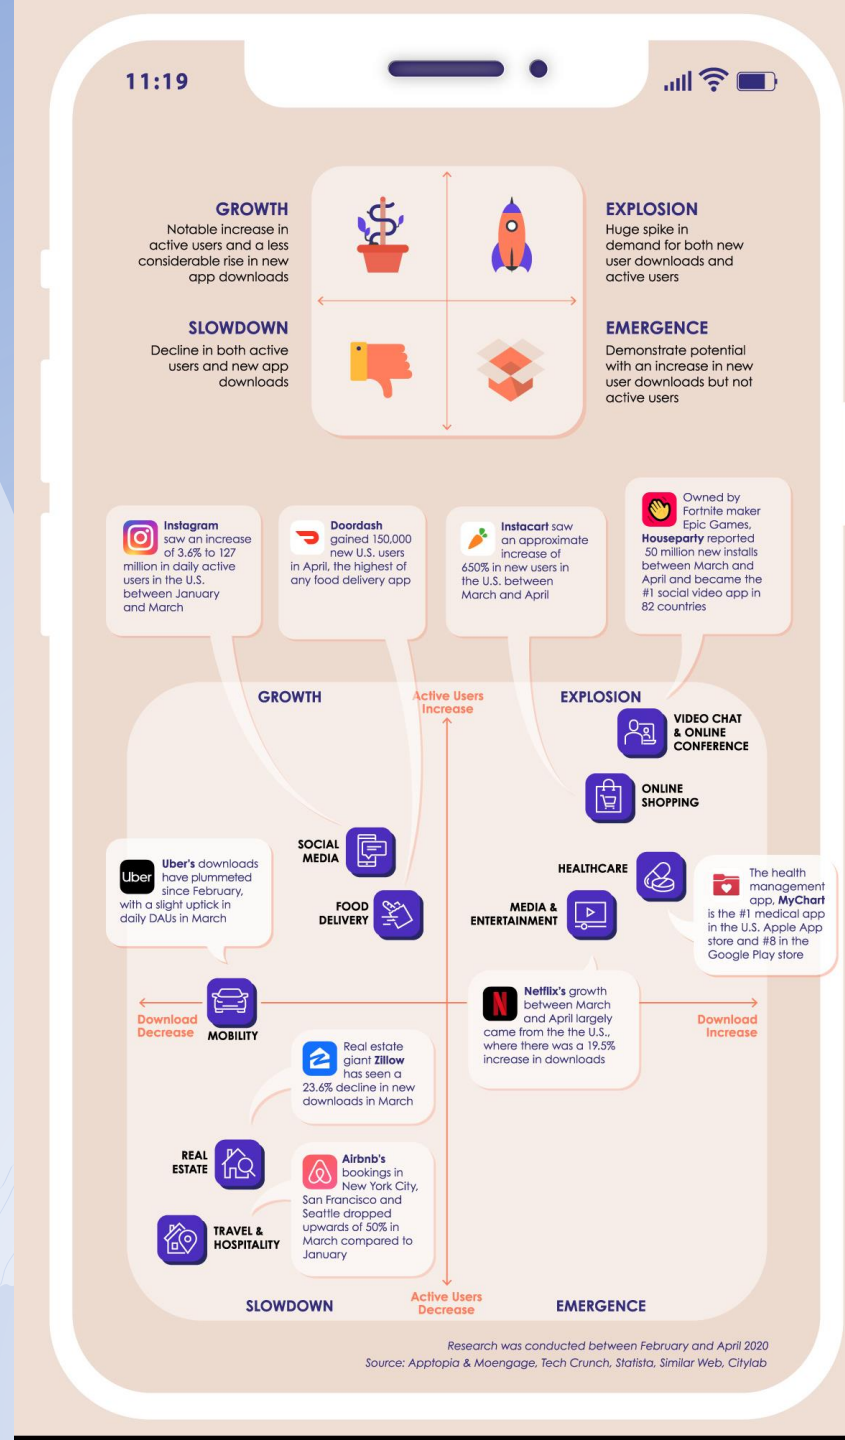 11:19
GROWTH
Notable increase in
active users and a less
considerable rise in new
app downloads
EXPLOSION
Huge spike in
demand for both new
user downloads and
active users
SLOWDOWN
Decline in both active
users and new app
downloads
EMERGENCE
Demonstrate potential
with an increase in new
user downloads but not
active users
Instagram
saw an increase
of 3.6% to 127
million in daily active
users in the U.S.
between January
and March
Doordash
gained 150,000
new U.S. users
in April, the highest of
any food delivery app
Instacart saw
an approximate
increase of
650% in new users in
the U.S. between
March and April
Owned by
Fortnite maker
Epic Games,
Houseparty reported
50 million new installs
between March and
April and became the
#1 social video app in
82 countries
GROWTH
Active Users
Increase
EXPLOSION
VIDEO CHAT
& ONLINE
CONFERENCE
ONLINE
SHOPPING
SOCIAL
MEDIA
HEALTHCARE
Uber
Uber's downloads
have plummeted
since February,
with a slight uptick in
daily DAUs in March
FOOD
DELIVERY
MEDIA &
ENTERTAINMENT
The health
management
app, MyChart
is the #1 medical app
in the U.S. Apple App
store and #8 in the
Google Play store
Download
Decrease
MOBILITY
N
Netflix's growth
between March
and April largely
came from the the U.S.,
where there was a 19.5%
increase in downloads
Download
Increase
Real estate
giant Zillow
has seen a
23.6% decline in new
downloads in March
REAL
ESTATE
Airbnb's
bookings in
New York City,
San Francisco and
Seattle dropped
upwards of 50% in
March compared to
January
TRAVEL &
HOSPITALITY
SLOWDOWN
Active Users
Decrease
EMERGENCE
Research was conducted between February and April 2020
Source: Apptopia & Moengage, Tech Crunch, Statista, Similar Web, Citylab